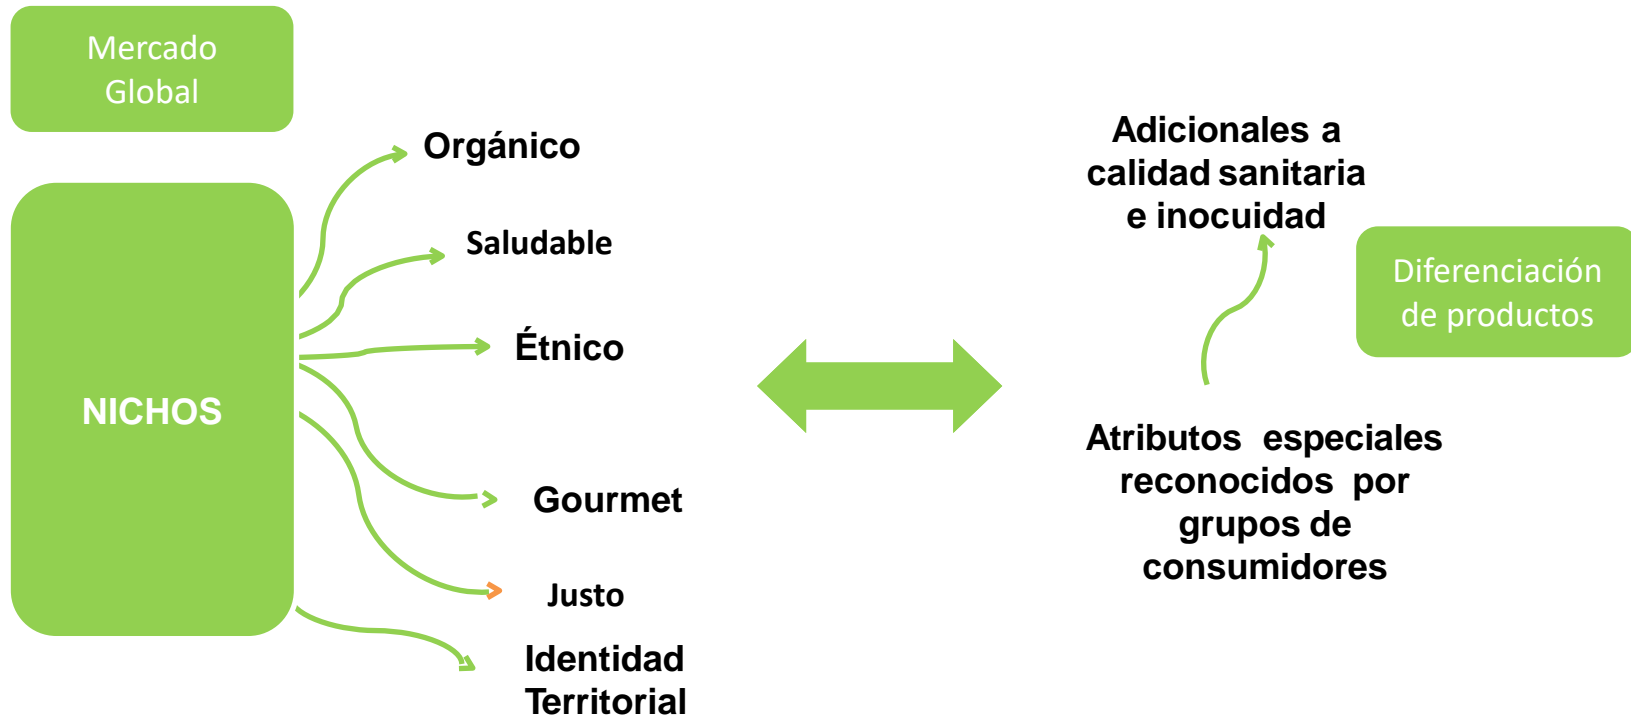 Mercado
Global
NICHOS
Orgánico
Saludable
Étnico
Gourmet
Justo
Identidad
Territorial
Adicionales a
calidad sanitaria
e inocuidad
Diferenciación
de productos
Atributos especiales
reconocidos por
grupos de
consumidores